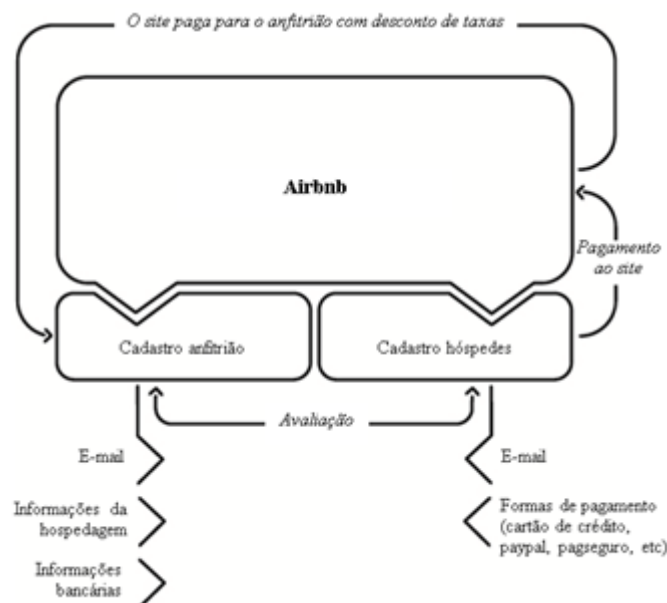 O site paga para o anfitrião com desconto de taxas
Airbnb
Pagamento
ao site
Cadastro anfitrião
Cadastro hóspedes
Avaliação
E-mail
Informações da
hospedagem
Informações
bancárias
E-mail
Formas de pagamento
(cartão de crédito,
paypal, pagseguro, etc)